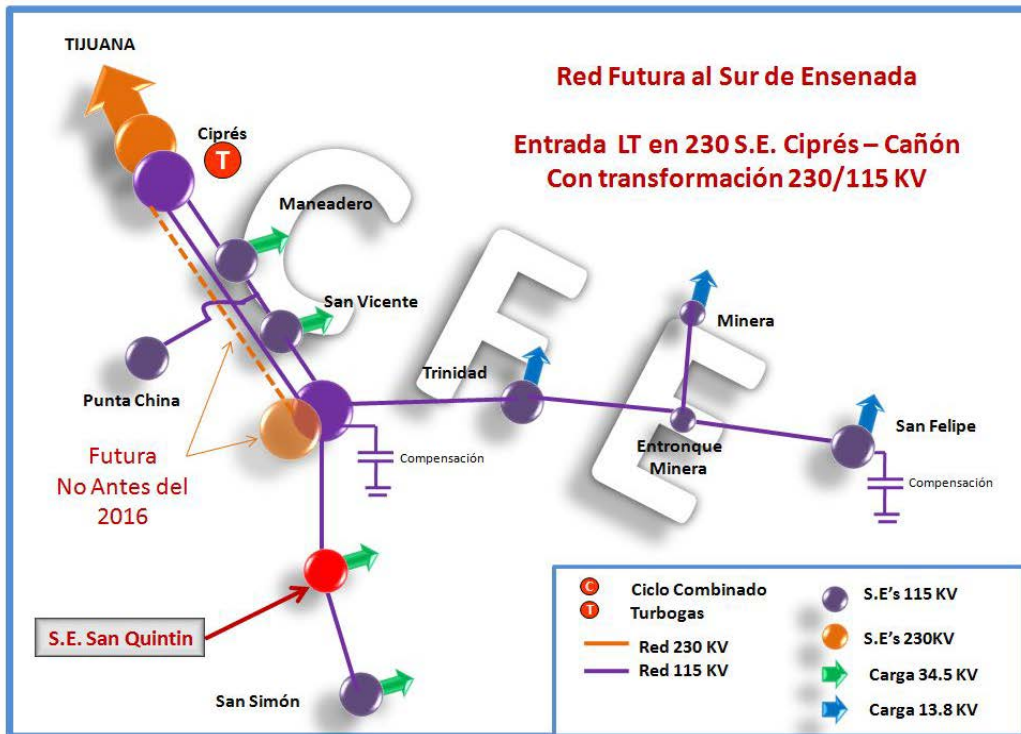 TIJUANA
Red Futura al Sur de Ensenada
Entrada LT en 230 S.E. Ciprés – Cañón
Con transformación 230/115 KV
Ciprés
T
Maneadero
San Vicente
Punta China
Trinidad
Minera
Entronque
Minera
San Felipe
Compensación
Compensación
Futura
No Antes del
2016
S.E. San Quintin
San Simón
CFE
C Ciclo Combinado
T Turbogas
Red 230 KV
Red 115 KV
S.E's 115 KV
S.E's 230KV
Carga 34.5 KV
Carga 13.8 KV